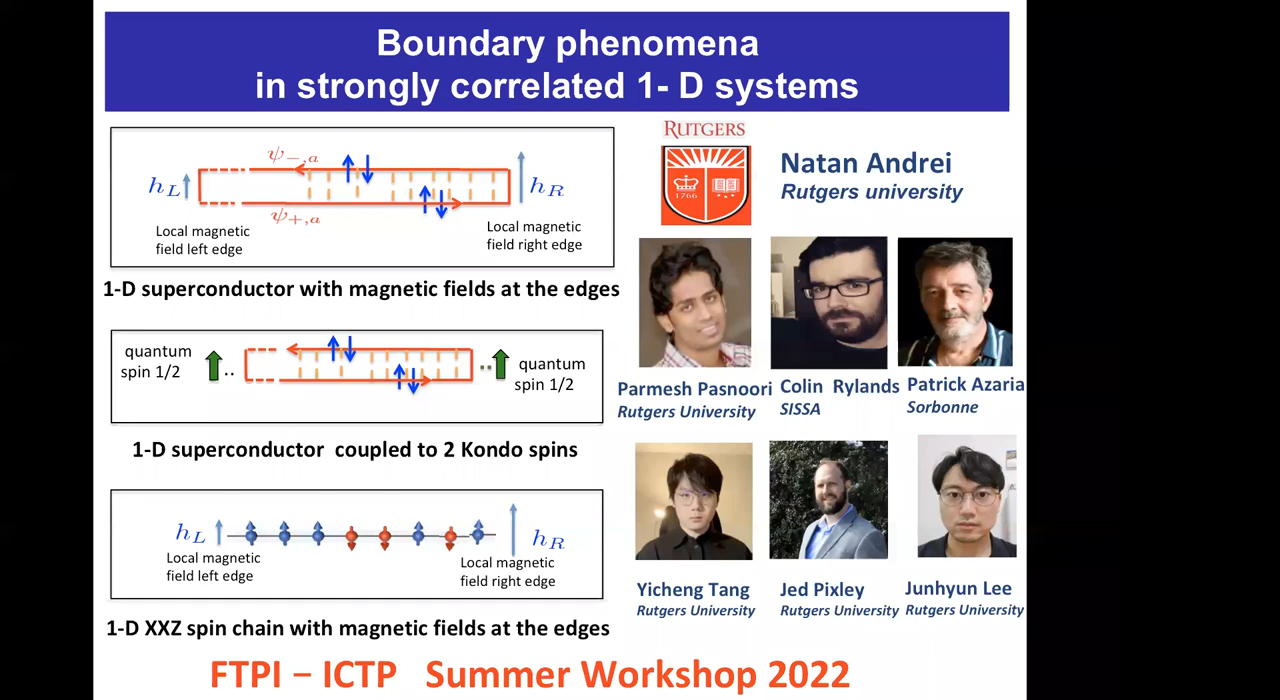 Boundary phenomena
in strongly correlated 1- D systems
ψ₋,ₐ
h_L
h_R
ψ₊,ₐ
Local magnetic
field left edge
Local magnetic
field right edge
1-D superconductor with magnetic fields at the edges
quantum
spin 1/2
quantum
spin 1/2
1-D superconductor coupled to 2 Kondo spins
h_L
h_R
Local magnetic
field left edge
Local magnetic
field right edge
1-D XXZ spin chain with magnetic fields at the edges
RUTGERS
1766
Natan Andrei
Rutgers university
Parmesh Pasnoori
Rutgers University
Colin Rylands
SISSA
Patrick Azaria
Sorbonne
Yicheng Tang
Rutgers University
Jed Pixley
Rutgers University
Junhyun Lee
Rutgers University
FTPI – ICTP Summer Workshop 2022